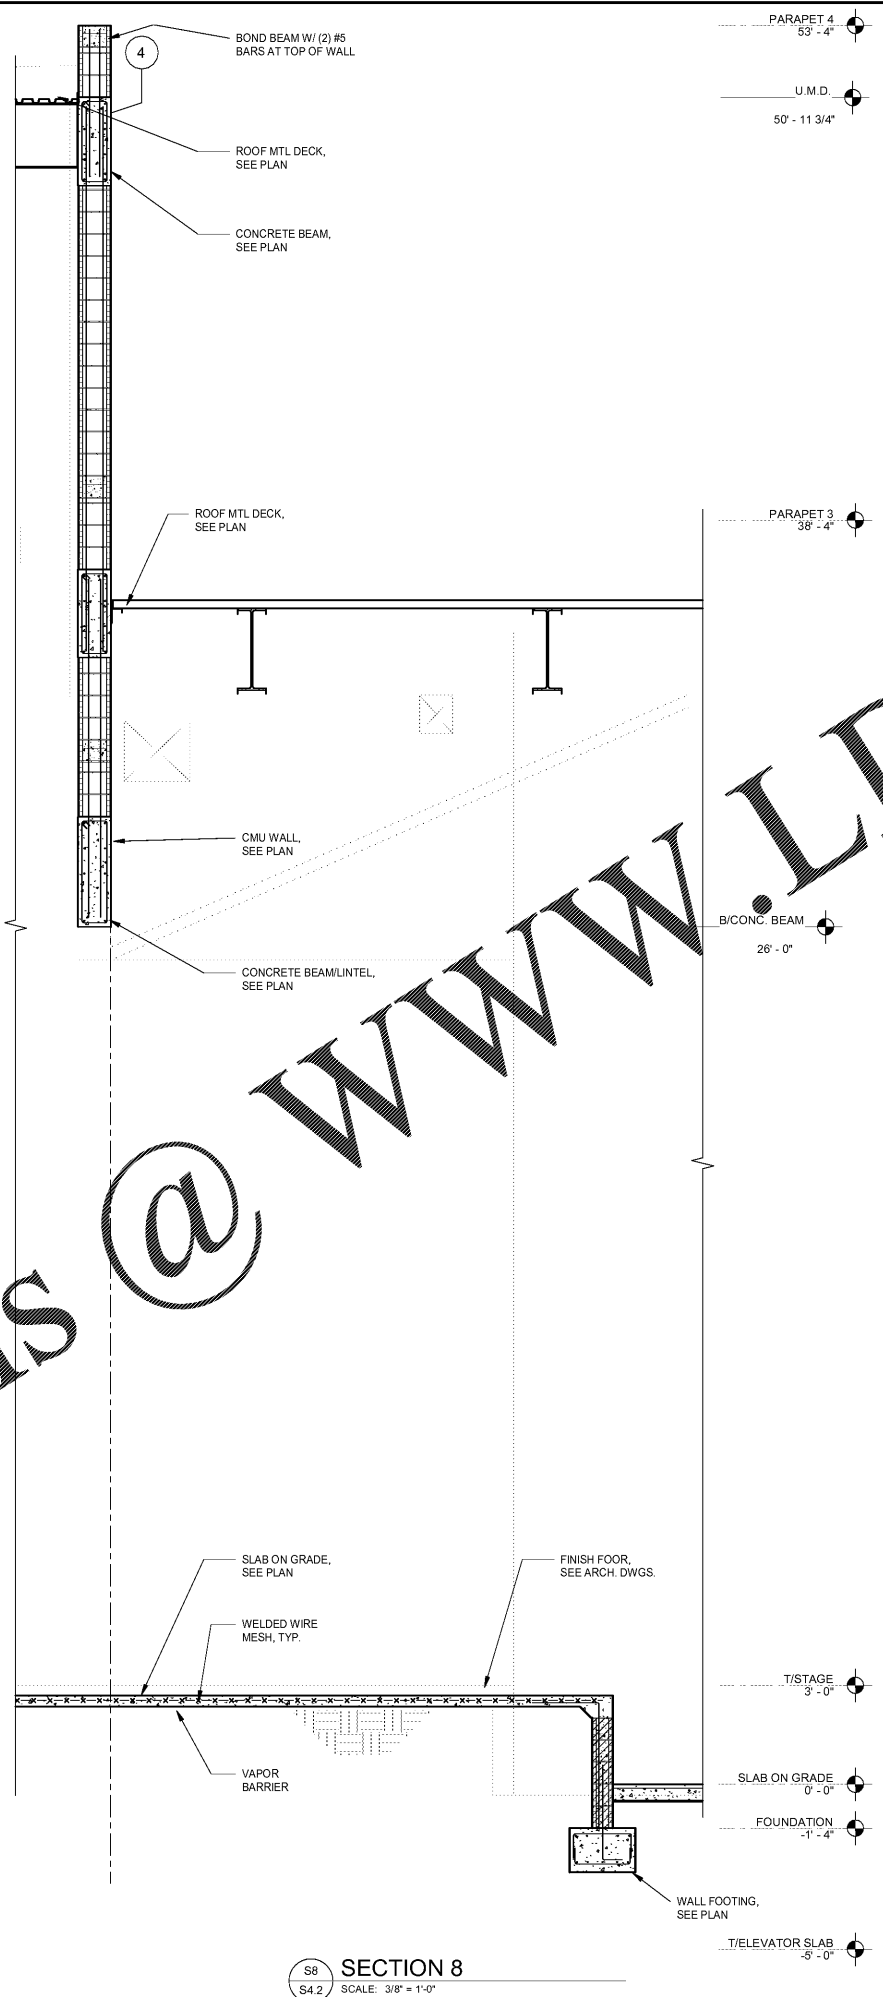 BOND BEAM W/ (2) #5
BARS AT TOP OF WALL
4
PARAPET 4
53' - 4"
U.M.D.
50' - 11 3/4"
ROOF MTL DECK,
SEE PLAN
CONCRETE BEAM,
SEE PLAN
ROOF MTL DECK,
SEE PLAN
PARAPET 3
38' - 4"
CMU WALL,
SEE PLAN
B/CONC. BEAM
26' - 0"
CONCRETE BEAM/LINTEL,
SEE PLAN
@ WWW.L
SLAB ON GRADE,
SEE PLAN
FINISH FOOR,
SEE ARCH. DWGS.
WELDED WIRE
MESH, TYP.
T/STAGE
3' - 0"
VAPOR
BARRIER
SLAB ON GRADE
0' - 0"
FOUNDATION
-1' - 4"
WALL FOOTING,
SEE PLAN
T/ELEVATOR SLAB
-5' - 0"
S8
S4.2
SECTION 8
SCALE: 3/8" = 1'-0"